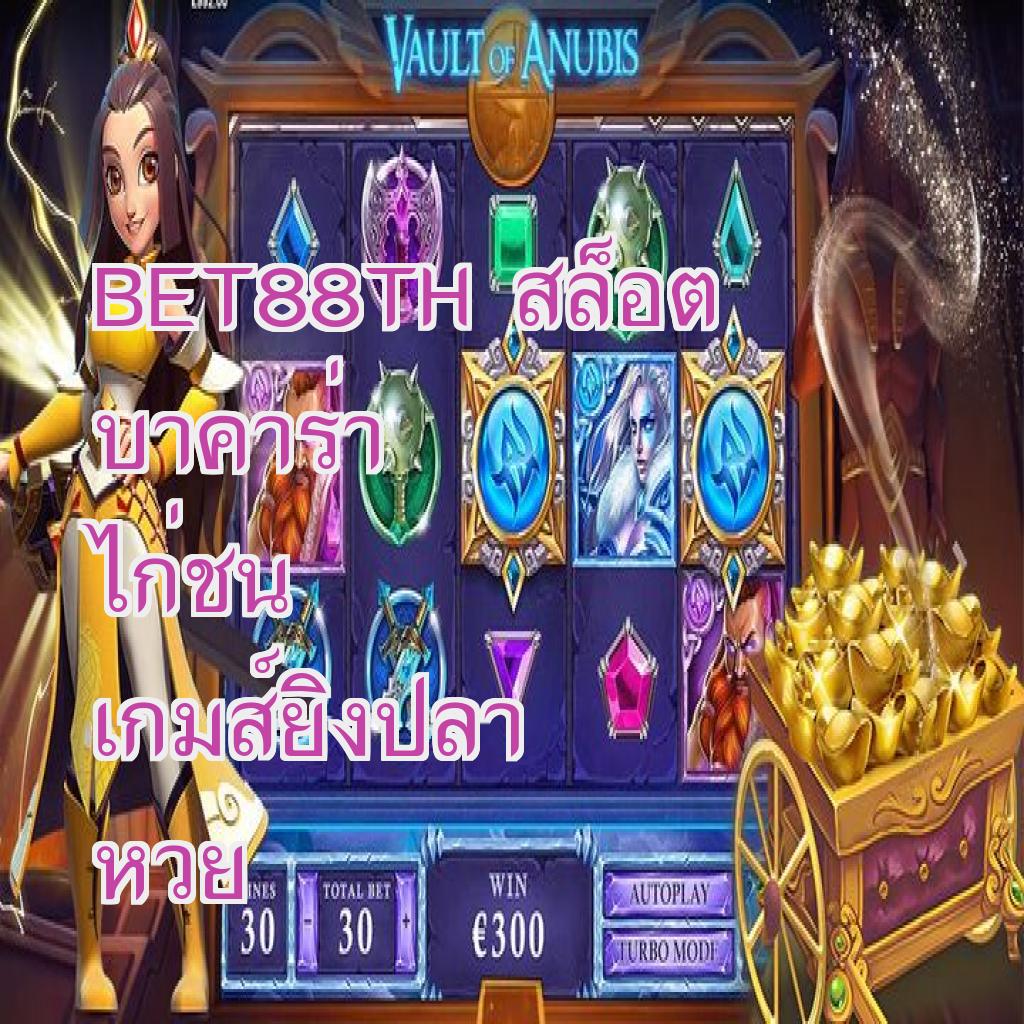 VAULT OF ANUBIS
BET88TH สล็อต
บาคาร่า
ไก่ชน
เกมส์ยิงปลา
หวย
TOTAL BET
WIN
30
30
€300
- +
AUTOPLAY
TURBO MODE